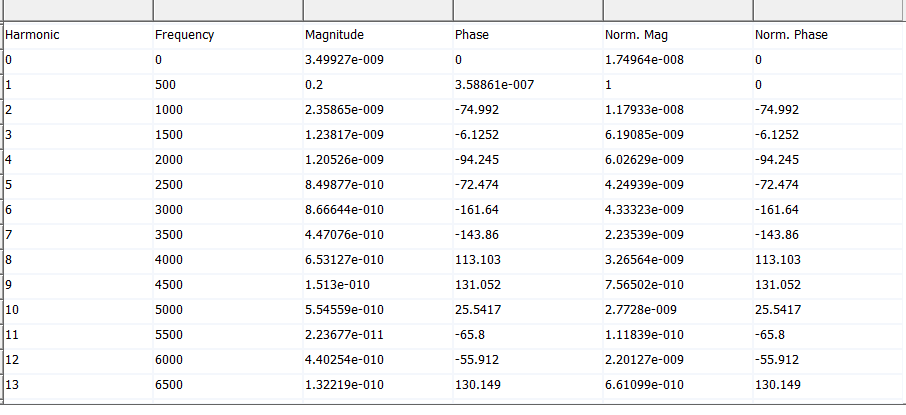 Harmonic Frequency Magnitude Phase Norm. Mag Norm. Phase
0 0 3.49927e-009 0 1.74964e-008 0
1 500 0.2 3.58861e-007 1 0
2 1000 2.35865e-009 -74.992 1.17933e-008 -74.992
3 1500 1.23817e-009 -6.1252 6.19085e-009 -6.1252
4 2000 1.20526e-009 -94.245 6.02629e-009 -94.245
5 2500 8.49877e-010 -72.474 4.24939e-009 -72.474
6 3000 8.66644e-010 -161.64 4.33323e-009 -161.64
7 3500 4.47076e-010 -143.86 2.23539e-009 -143.86
8 4000 6.53127e-010 113.103 3.26564e-009 113.103
9 4500 1.513e-010 131.052 7.56502e-010 131.052
10 5000 5.54559e-010 25.5417 2.7728e-009 25.5417
11 5500 2.23677e-011 -65.8 1.11839e-010 -65.8
12 6000 4.40254e-010 -55.912 2.20127e-009 -55.912
13 6500 1.32219e-010 130.149 6.61099e-010 130.149